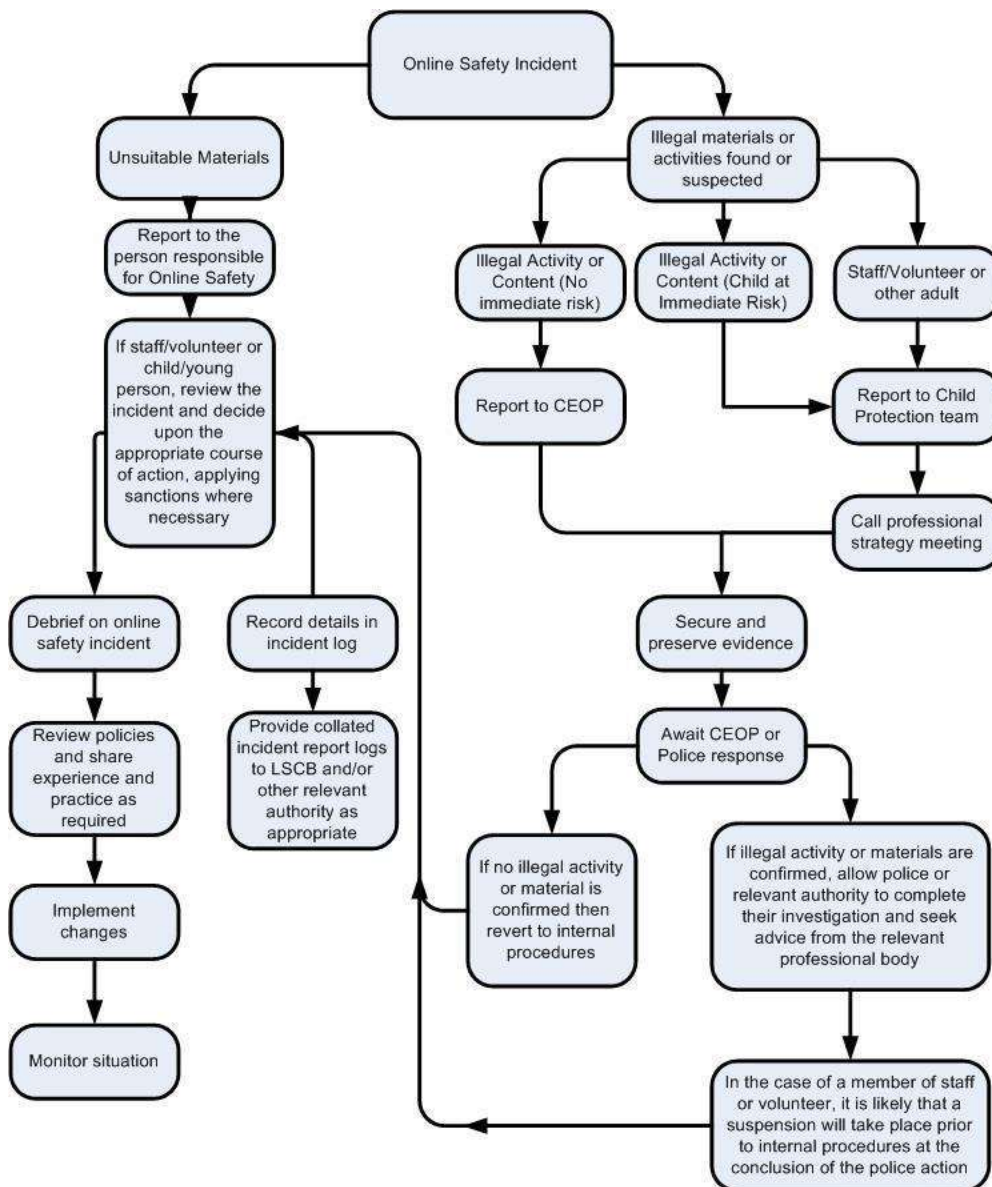 Online Safety Incident
Unsuitable Materials
Report to the
person responsible
for Online Safety
If staff/volunteer or
child/young
person, review the
incident and decide
upon the
appropriate course
of action, applying
sanctions where
necessary
Debrief on online
safety incident
Review policies
and share
experience and
practice as
required
Implement
changes
Monitor situation
Record details in
incident log
Provide collated
incident report logs
to LSCB and/or
other relevant
authority as
appropriate
Illegal materials or
activities found or
suspected
Illegal Activity or
Content (No
immediate risk)
Illegal Activity or
Content (Child at
Immediate Risk)
Staff/Volunteer or
other adult
Report to CEOP
Report to Child
Protection team
Call professional
strategy meeting
Secure and
preserve evidence
Await CEOP or
Police response
If no illegal activity
or material is
confirmed then
revert to internal
procedures
If illegal activity or materials are
confirmed, allow police or
relevant authority to complete
their investigation and seek
advice from the relevant
professional body
In the case of a member of staff
or volunteer, it is likely that a
suspension will take place prior
to internal procedures at the
conclusion of the police action